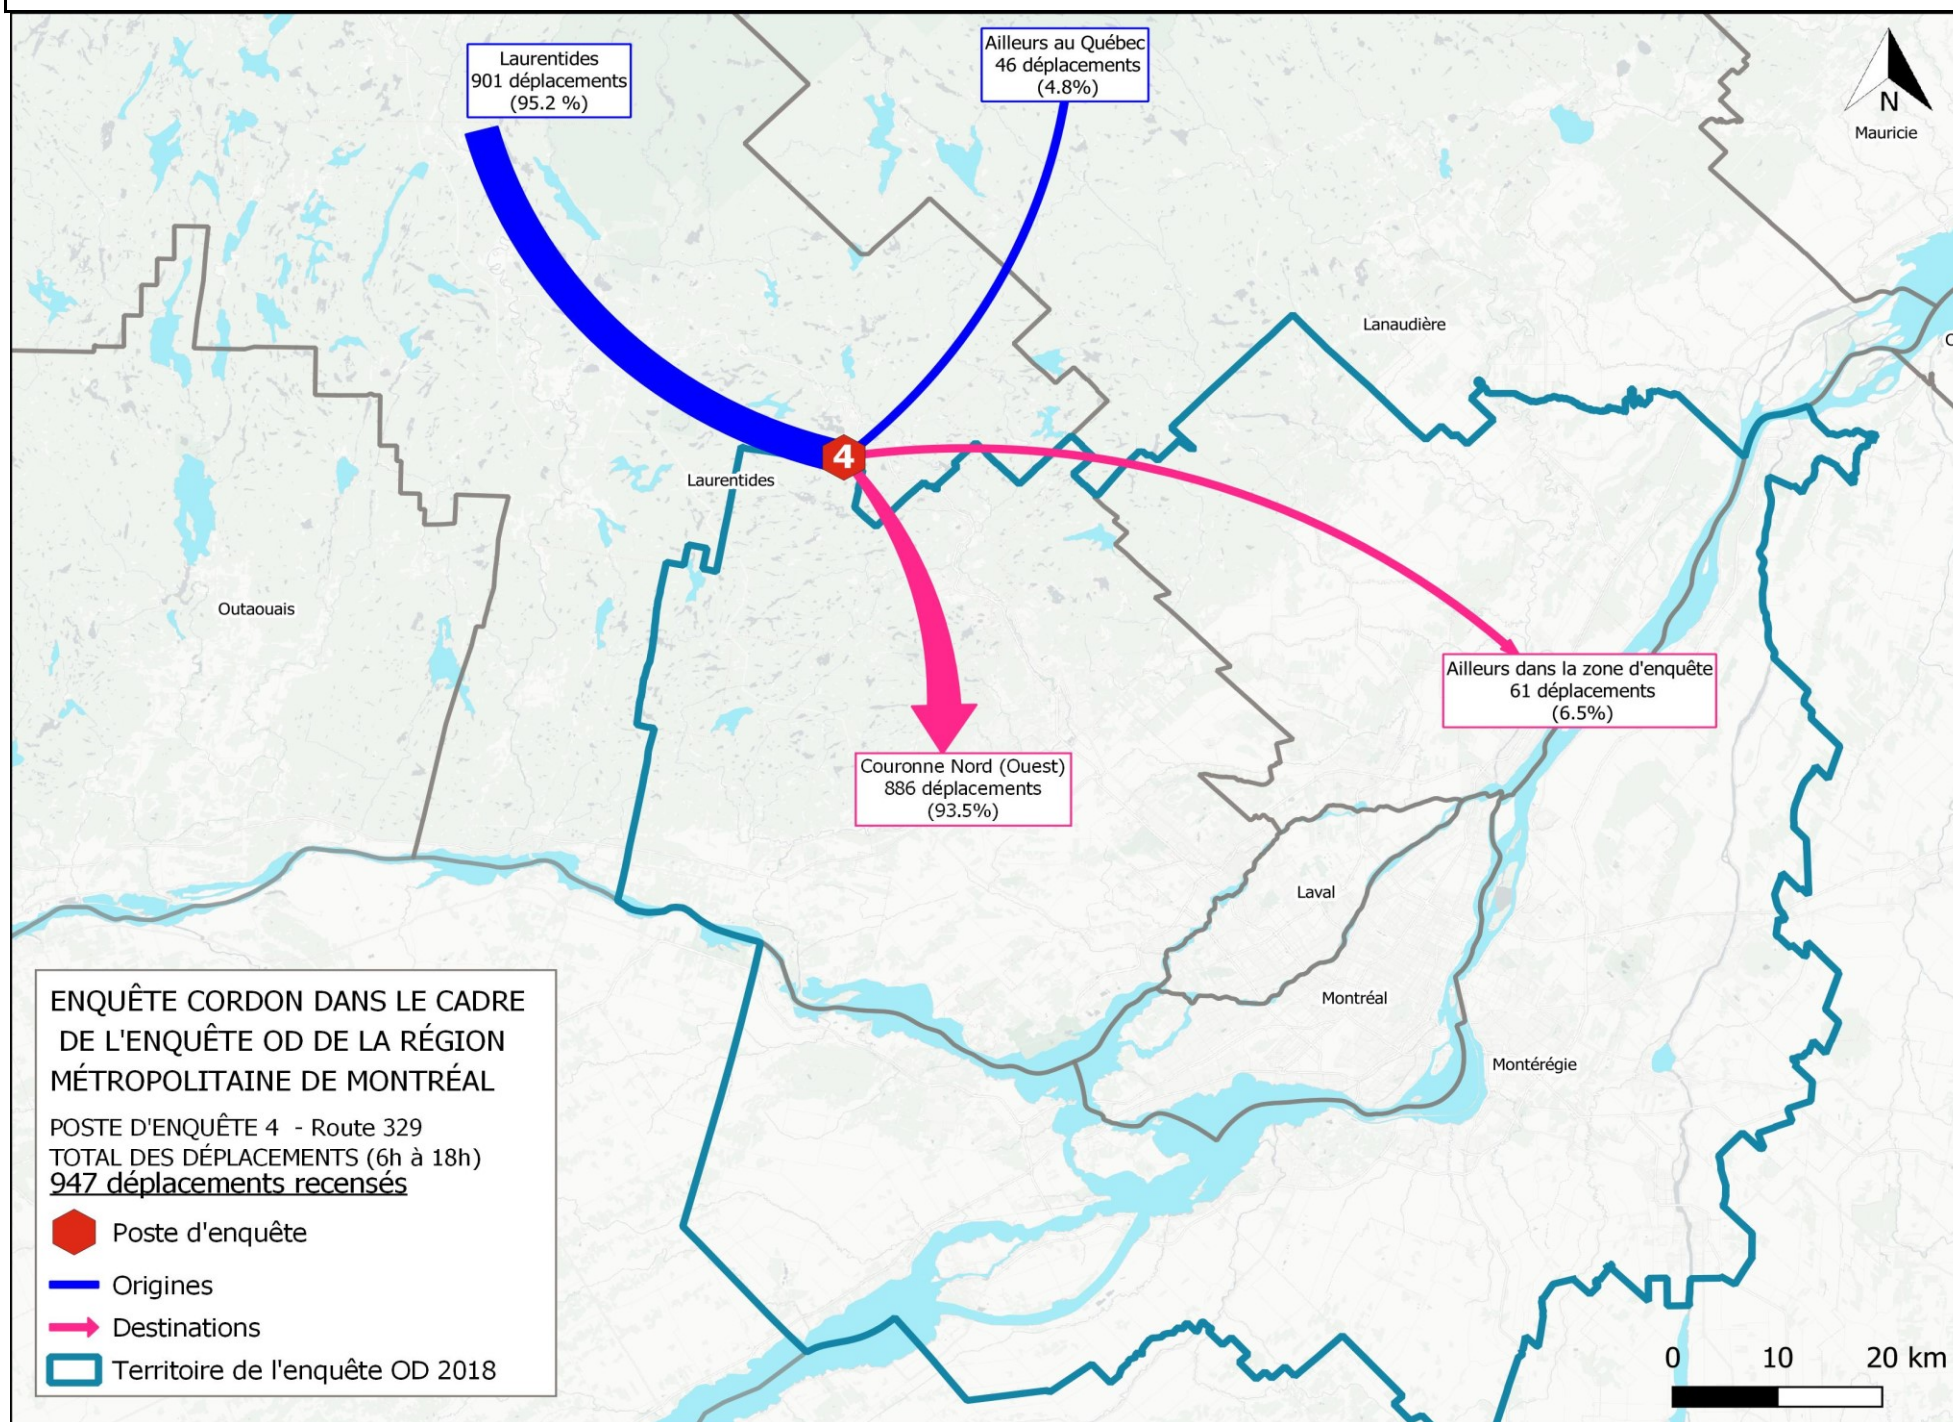 Laurentides
901 déplacements
(95.2 %)
Ailleurs au Québec
46 déplacements
(4.8%)
N
Mauricie
Lanaudière
4
Laurentides
Outaouais
Ailleurs dans la zone d'enquête
61 déplacements
(6.5%)
Couronne Nord (Ouest)
886 déplacements
(93.5%)
Laval
Montréal
Montérégie
ENQUÊTE CORDON DANS LE CADRE
DE L'ENQUÊTE OD DE LA RÉGION
MÉTROPOLITAINE DE MONTRÉAL
POSTE D'ENQUÊTE 4 - Route 329
TOTAL DES DÉPLACEMENTS (6h à 18h)
947 déplacements recensés
Poste d'enquête
Origines
Destinations
Territoire de l'enquête OD 2018
0 10 20 km